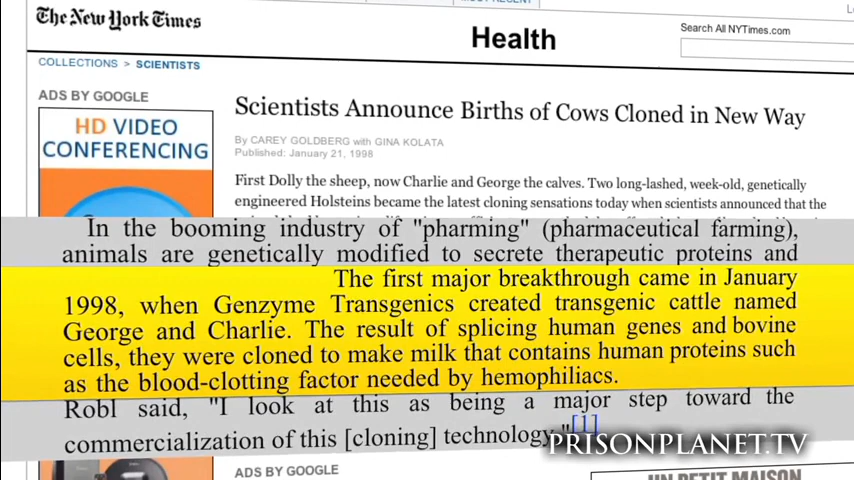 MOST RECENT
The New York Times
Health
Search All NYTimes.com
COLLECTIONS > SCIENTISTS
ADS BY GOOGLE
HD VIDEO
CONFERENCING
Scientists Announce Births of Cows Cloned in New Way
By CAREY GOLDBERG with GINA KOLATA
Published: January 21, 1998
First Dolly the sheep, now Charlie and George the calves. Two long-lashed, week-old, genetically
engineered Holsteins became the latest cloning sensations today when scientists announced that the
In the booming industry of "pharming" (pharmaceutical farming),
animals are genetically modified to secrete therapeutic proteins and
The first major breakthrough came in January
1998, when Genzyme Transgenics created transgenic cattle named
George and Charlie. The result of splicing human genes and bovine
cells, they were cloned to make milk that contains human proteins such
as the blood-clotting factor needed by hemophiliacs.
Robl said, "I look at this as being a major step toward the
commercialization of this [cloning] technology."[1]
PRISONPLANET.TV
ADS BY GOOGLE
UN PETIT MAISON